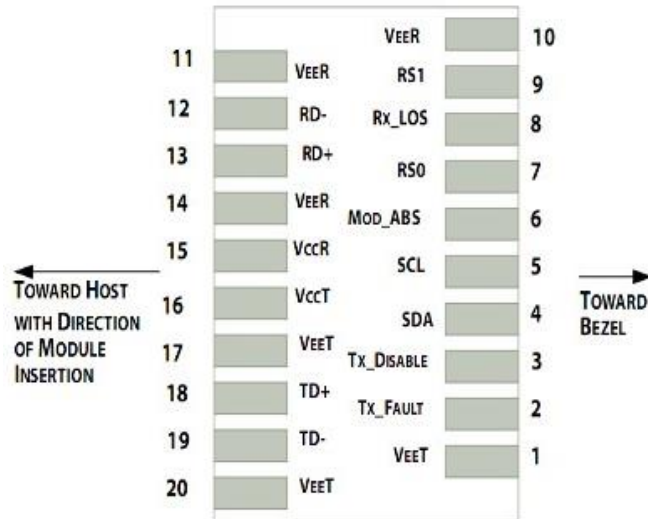 11 VEER
12 RD-
13 RD+
14 VEER
15 VCCR
16 VCCT
17 VEET
18 TD+
19 TD-
20 VEET
VEER 10
RS1 9
RX_LOS 8
RS0 7
MOD_ABS 6
SCL 5
SDA 4
TX_DISABLE 3
TX_FAULT 2
VEET 1
TOWARD HOST
WITH DIRECTION
OF MODULE
INSERTION
TOWARD
BEZEL